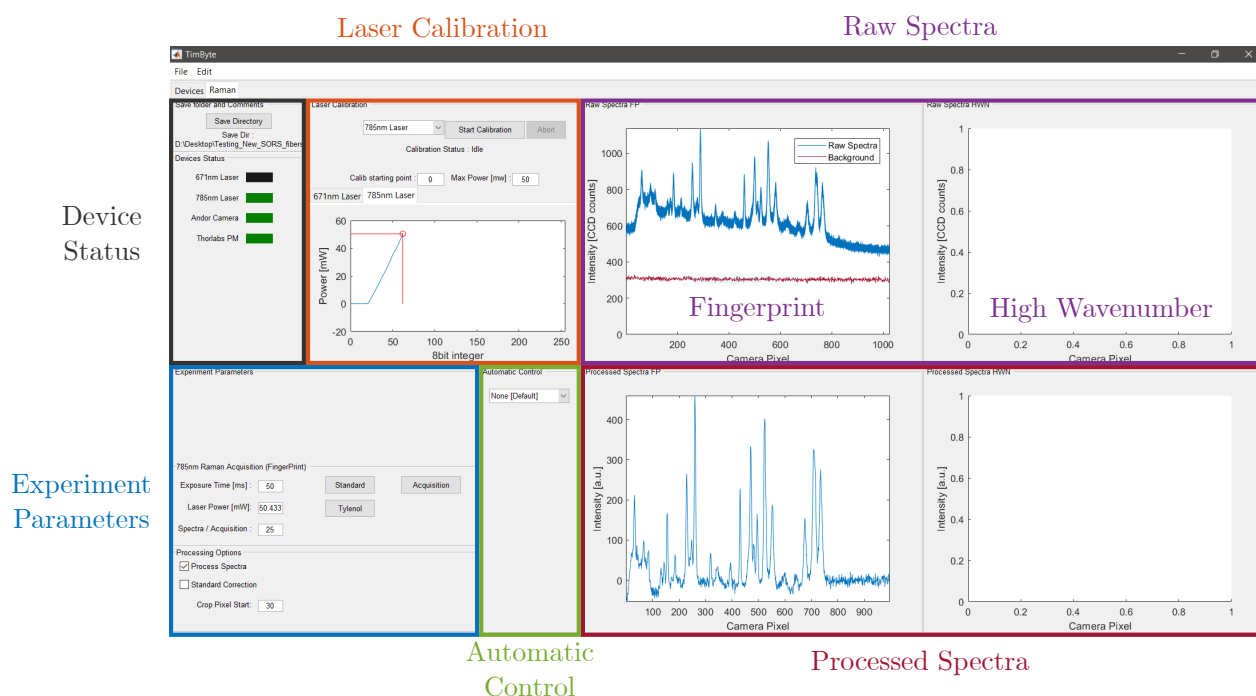 Laser Calibration
Raw Spectra
TimByte
File Edit
Devices Raman
Device
Status
Save folder and Comments
Save Directory
Save Dir :
D:\Desktop\Testing_New_SORS_fibers
Devices Status
671nm Laser
785nm Laser
Andor Camera
Thorlabs PM
Laser Calibration
785nm Laser Start Calibration Abort
Calibration Status : Idle
Calib starting point : 0 Max Power [mw] : 50
671nm Laser 785nm Laser
Power [mW]
60
40
20
0
-20
0 50 100 150 200 250
8bit integer
Raw Spectra FP
Intensity [CCD counts]
1000
800
600
400
200
0
Raw Spectra
Background
Fingerprint
200 400 600 800 1000
Camera Pixel
Raw Spectra HWN
Intensity [CCD counts]
1
0.8
0.6
0.4
0.2
0
High Wavenumber
0 0.2 0.4 0.6 0.8 1
Camera Pixel
Experiment
Parameters
Experiment Parameters
785nm Raman Acquisition (FingerPrint)
Exposure Time [ms] : 50 Standard Acquisition
Laser Power [mW]: 50.433 Tylenol
Spectra / Acquisition : 25
Processing Options
Process Spectra
Standard Correction
Crop Pixel Start: 30
Automatic Control
None [Default]
Processed Spectra FP
Intensity [a.u.]
400
300
200
100
0
100 200 300 400 500 600 700 800 900
Camera Pixel
Processed Spectra HWN
Intensity [a.u.]
1
0.8
0.6
0.4
0.2
0
0 0.2 0.4 0.6 0.8 1
Camera Pixel
Automatic
Control
Processed Spectra